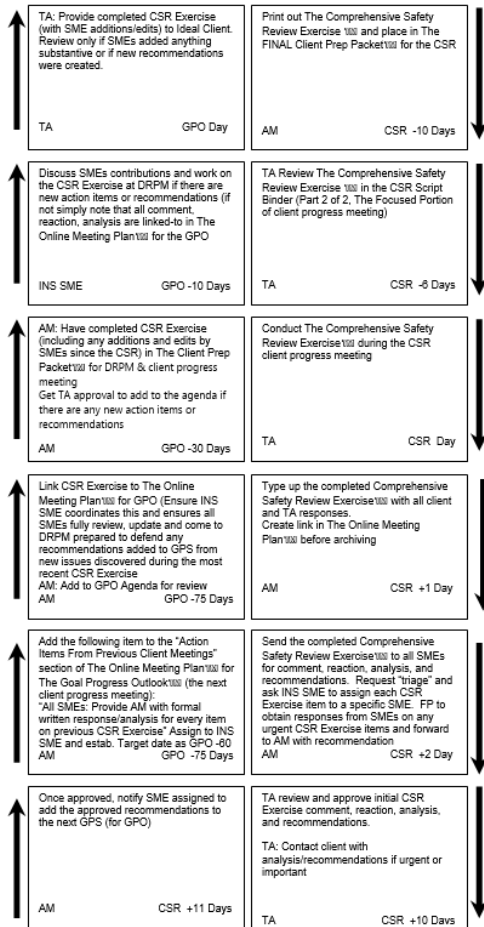 TA: Provide completed CSR Exercise
(with SME additions/edits) to Ideal Client.
Review only if SMEs added anything
substantive or if new recommendations
were created.
TA GPO Day
Print out The Comprehensive Safety
Review Exercise and place in The
FINAL Client Prep Packet for the CSR
AM CSR -10 Days
Discuss SMEs contributions and work on
the CSR Exercise at DRPM if there are
new action items or recommendations (if
not simply note that all comment,
reaction, analysis are linked-to in The
Online Meeting Plan for the GPO
INS SME GPO -10 Days
TA Review The Comprehensive Safety
Review Exercise in the CSR Script
Binder (Part 2 of 2, The Focused Portion
of client progress meeting)
TA CSR -6 Days
AM: Have completed CSR Exercise
(including any additions and edits by
SMEs since the CSR) in The Client Prep
Packet for DRPM & client progress
meeting
Get TA approval to add to the agenda if
there are any new action items or
recommendations
AM GPO -30 Days
Conduct The Comprehensive Safety
Review Exercise during the CSR
client progress meeting
TA CSR Day
Link CSR Exercise to The Online
Meeting Plan for GPO (Ensure INS
SME coordinates this and ensures all
SMEs fully review, update and come to
DRPM prepared to defend any
recommendations added to GPS from
new issues discovered during the most
recent CSR Exercise
AM: Add to GPO Agenda for review
AM GPO -75 Days
Type up the completed Comprehensive
Safety Review Exercise with all client
and TA responses.
Create link in The Online Meeting
Plan before archiving
AM CSR +1 Day
Add the following item to the "Action
Items From Previous Client Meetings"
section of The Online Meeting Plan for
The Goal Progress Outlook (the next
client progress meeting):
"All SMEs: Provide AM with formal
written response/analysis for every item
on previous CSR Exercise" Assign to INS
SME and estab. Target date as GPO -60
AM GPO -75 Days
Send the completed Comprehensive
Safety Review Exercise to all SMEs
for comment, reaction, analysis, and
recommendations. Request "triage" and
ask INS SME to assign each CSR
Exercise item to a specific SME. FP to
obtain responses from SMEs on any
urgent CSR Exercise items and forward
to AM with recommendation
AM CSR +2 Day
Once approved, notify SME assigned to
add the approved recommendations to
the next GPS (for GPO)
AM CSR +11 Days
TA review and approve initial CSR
Exercise comment, reaction, analysis,
and recommendations.
TA: Contact client with
analysis/recommendations if urgent or
important
TA CSR +10 Days